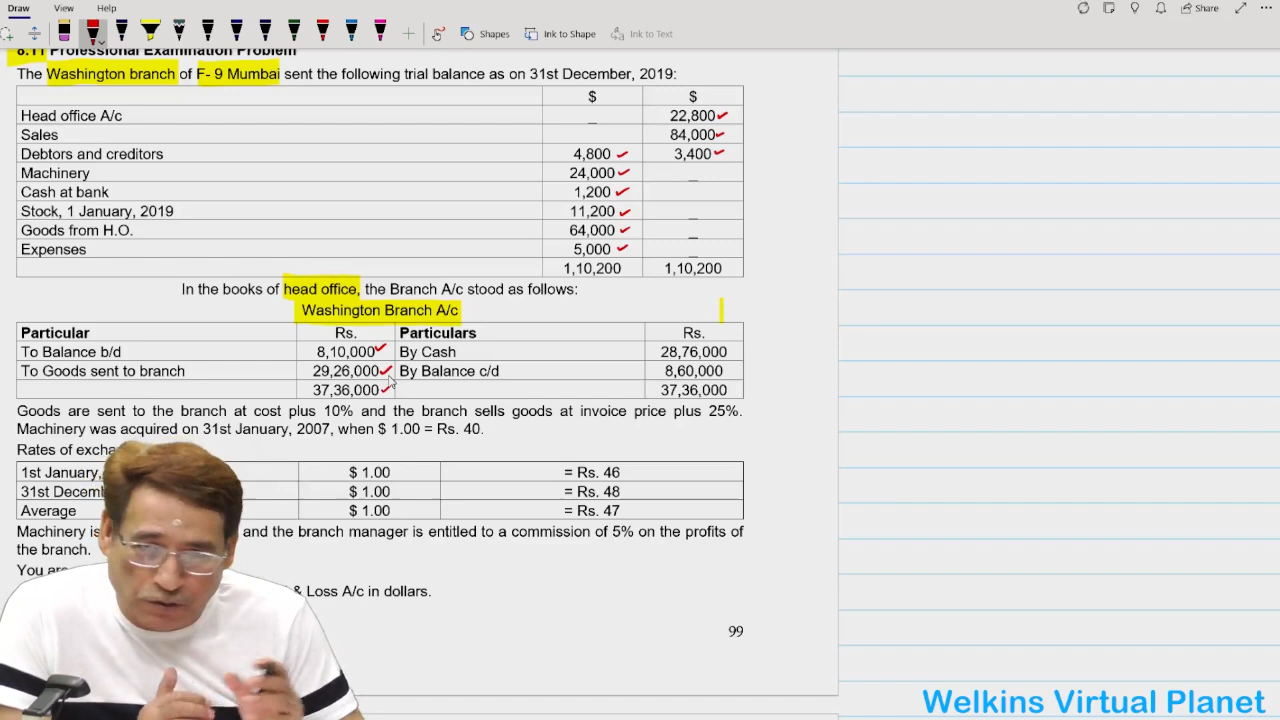 Draw View Help
Share
Shapes Ink to Shape Ink to Text
8.11 Professional Examination Problem
The Washington branch of F- 9 Mumbai sent the following trial balance as on 31st December, 2019:
$ $
Head office A/c _ 22,800
Sales 84,000
Debtors and creditors 4,800 3,400
Machinery 24,000 _
Cash at bank 1,200
Stock, 1 January, 2019 11,200 _
Goods from H.O. 64,000 _
Expenses 5,000 _
1,10,200 1,10,200
In the books of head office, the Branch A/c stood as follows:
Washington Branch A/c
Particular Rs. Particulars Rs.
To Balance b/d 8,10,000 By Cash 28,76,000
To Goods sent to branch 29,26,000 By Balance c/d 8,60,000
37,36,000 37,36,000
Goods are sent to the branch at cost plus 10% and the branch sells goods at invoice price plus 25%.
Machinery was acquired on 31st January, 2007, when $ 1.00 = Rs. 40.
Rates of
1st January, $ 1.00 = Rs. 46
31st $ 1.00 = Rs. 48
Average $ 1.00 = Rs. 47
Machinery is and the branch manager is entitled to a commission of 5% on the profits of
the branch.
You
& Loss A/c in dollars.
99
Welkins Virtual Planet